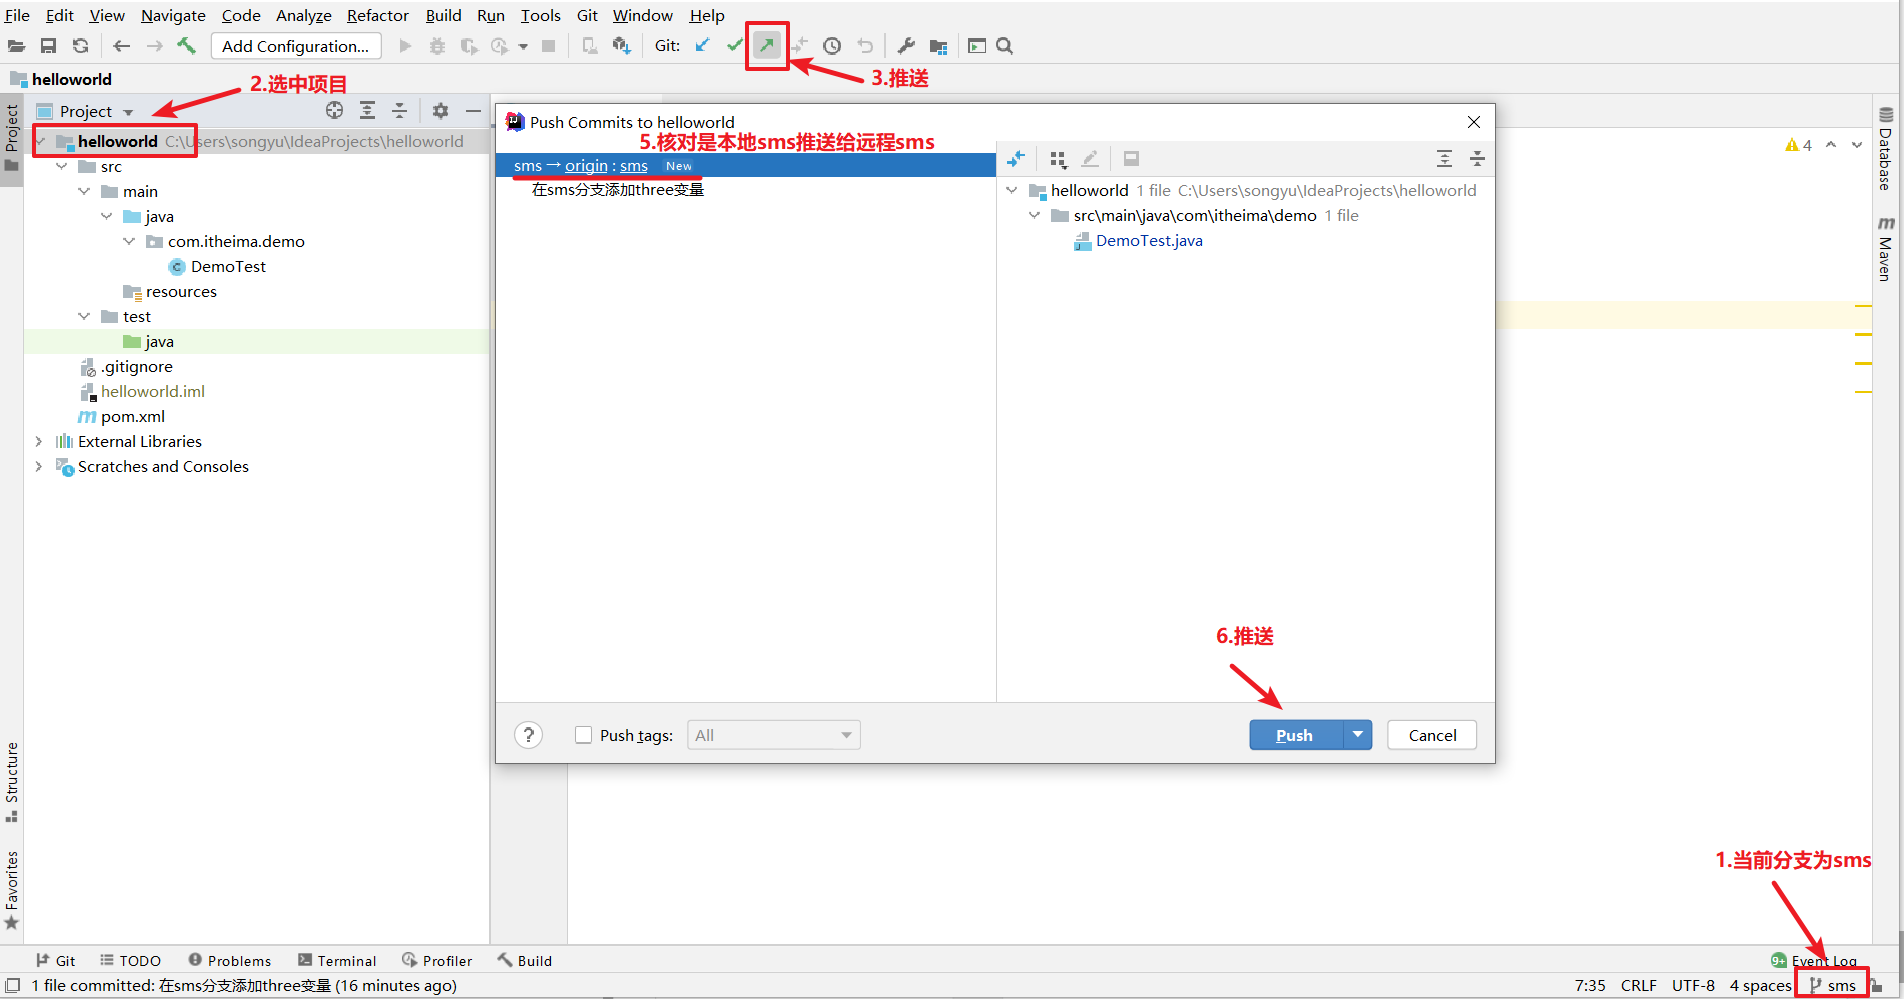 File Edit View Navigate Code Analyze Refactor Build Run Tools Git Window Help
Add Configuration... Git:
helloworld
2.选中项目
3.推送
Project
Project
helloworld C:\Users\songyu\IdeaProjects\helloworld
src
main
java
com.itheima.demo
DemoTest
resources
test
java
.gitignore
helloworld.iml
pom.xml
External Libraries
Scratches and Consoles
Push Commits to helloworld
5.核对是本地sms推送给远程sms
sms → origin : sms New
在sms分支添加three变量
helloworld 1 file C:\Users\songyu\IdeaProjects\helloworld
src\main\java\com\itheima\demo 1 file
DemoTest.java
6.推送
? Push tags: All Push Cancel
4
Database
Maven
Structure
Favorites
1.当前分支为sms
Git TODO Problems Terminal Profiler Build 9+ Event Log
1 file committed: 在sms分支添加three变量 (16 minutes ago) 7:35 CRLF UTF-8 4 spaces sms